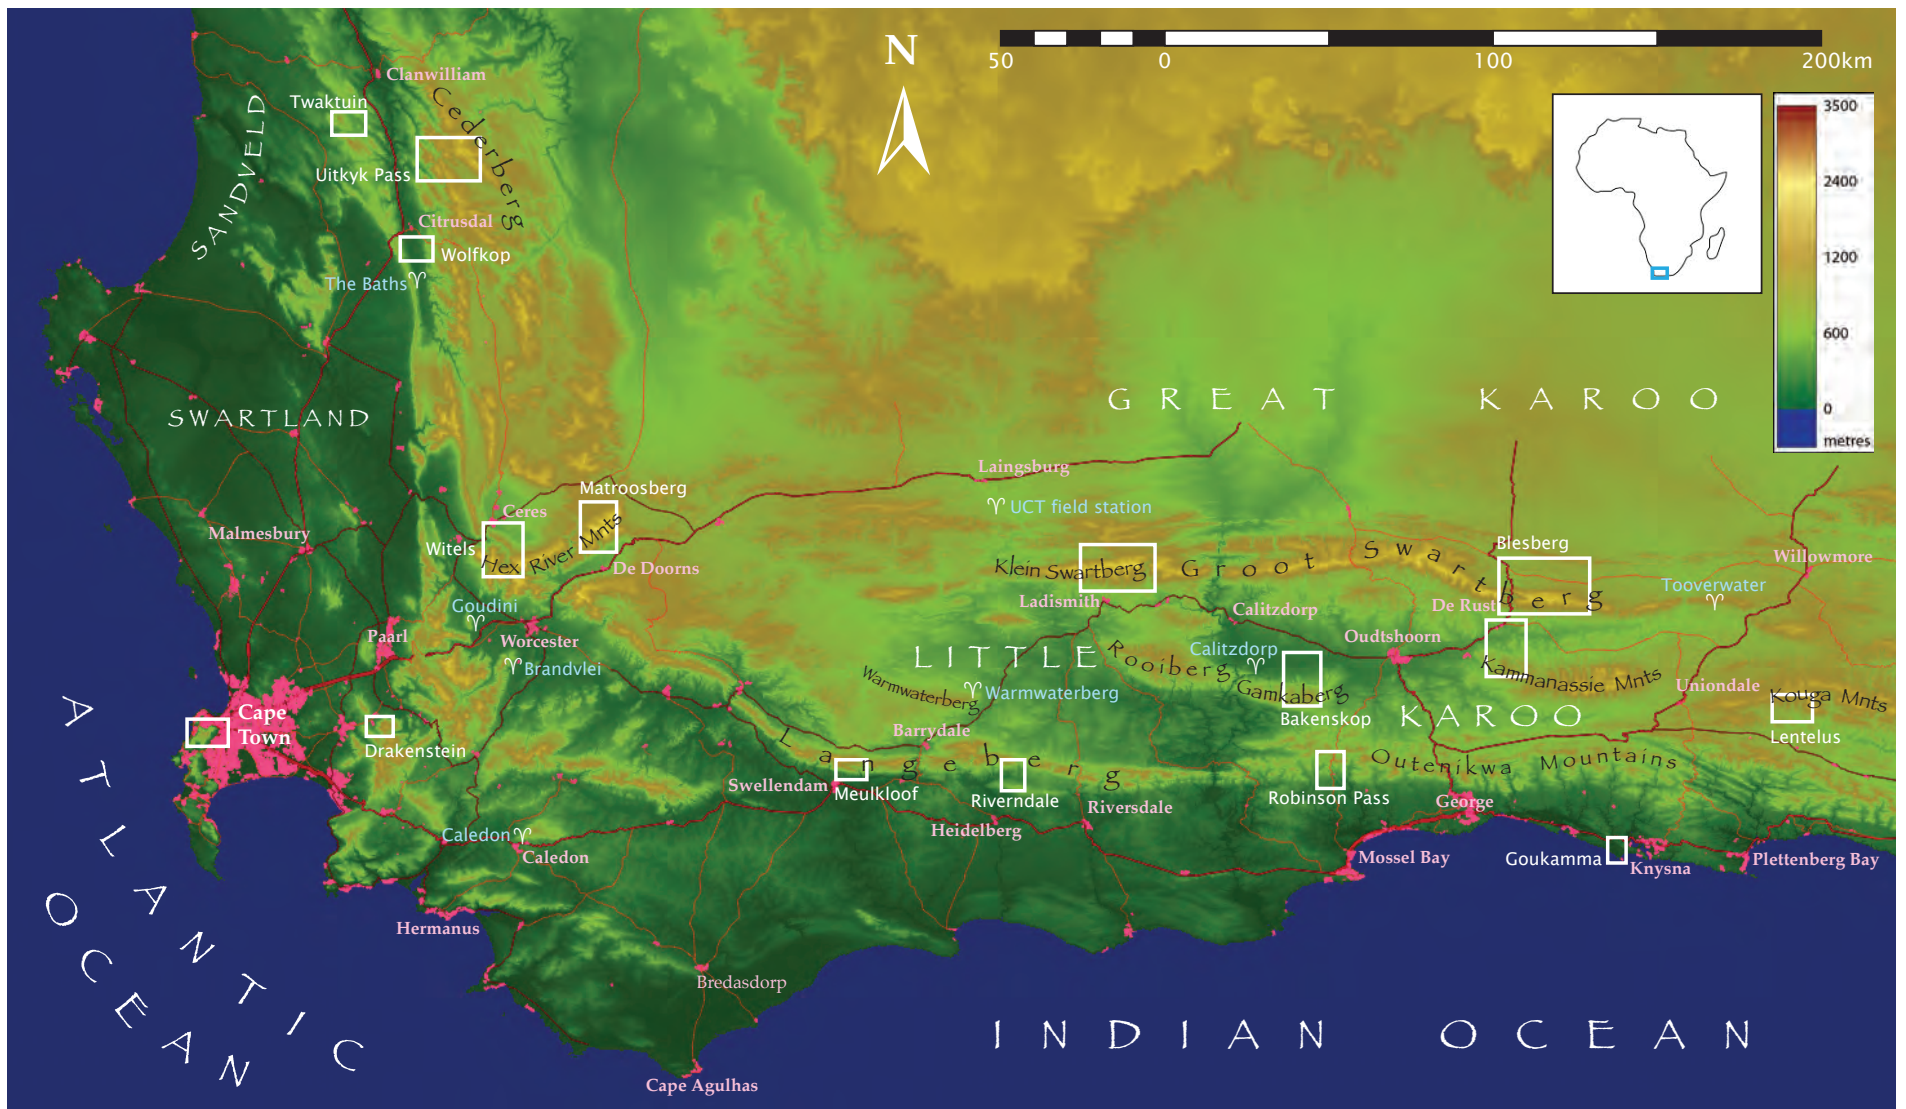 N
50 0 100 200km
3500
2400
1200
600
0
metres
Clanwilliam
Twaktuin
Cederberg
SANDVELD
Uitkyk Pass
Citrusdal
Wolfkop
The Baths
SWARTLAND
GREAT KAROO
Laingsburg
Matroosberg
UCT field station
Ceres
Malmesbury
Witels
Hex River Mnts
De Doorns
Blesberg
Willowmore
Klein Swartberg
Groot Swartberg
Tooverwater
Ladismith
Calitzdorp
De Rust
Goudini
Paarl
Worcester
Oudtshoorn
LITTLE
Rooiberg
Calitzdorp
Brandvlei
Warmwaterberg
Warmwaterberg
Gamkaberg
Kammanassie Mnts
Uniondale
Kouga Mnts
Cape
Town
Bakenskop
KAROO
Barrydale
Lentelus
Drakenstein
Langeberg
Outenikwa Mountains
Swellendam
Meulkloof
Riverndale
Riversdale
Robinson Pass
George
Heidelberg
Caledon
Caledon
Mossel Bay
Goukamma
Knysna
Plettenberg Bay
Hermanus
Bredasdorp
ATLANTIC
OCEAN
INDIAN OCEAN
Cape Agulhas